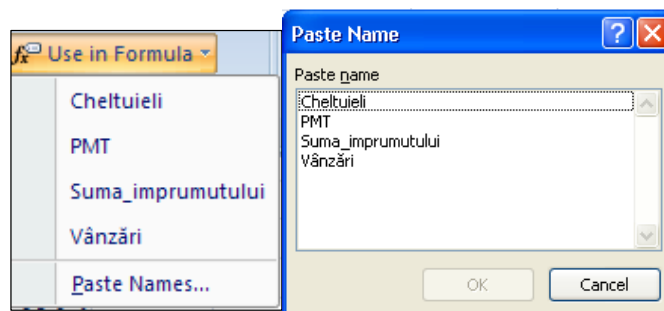 fx Use in Formula
Cheltuieli
PMT
Suma_imprumutului
Vânzări
Paste Names...
Paste Name
?
X
Paste name
Cheltuieli
PMT
Suma_imprumutului
Vânzări
OK
Cancel